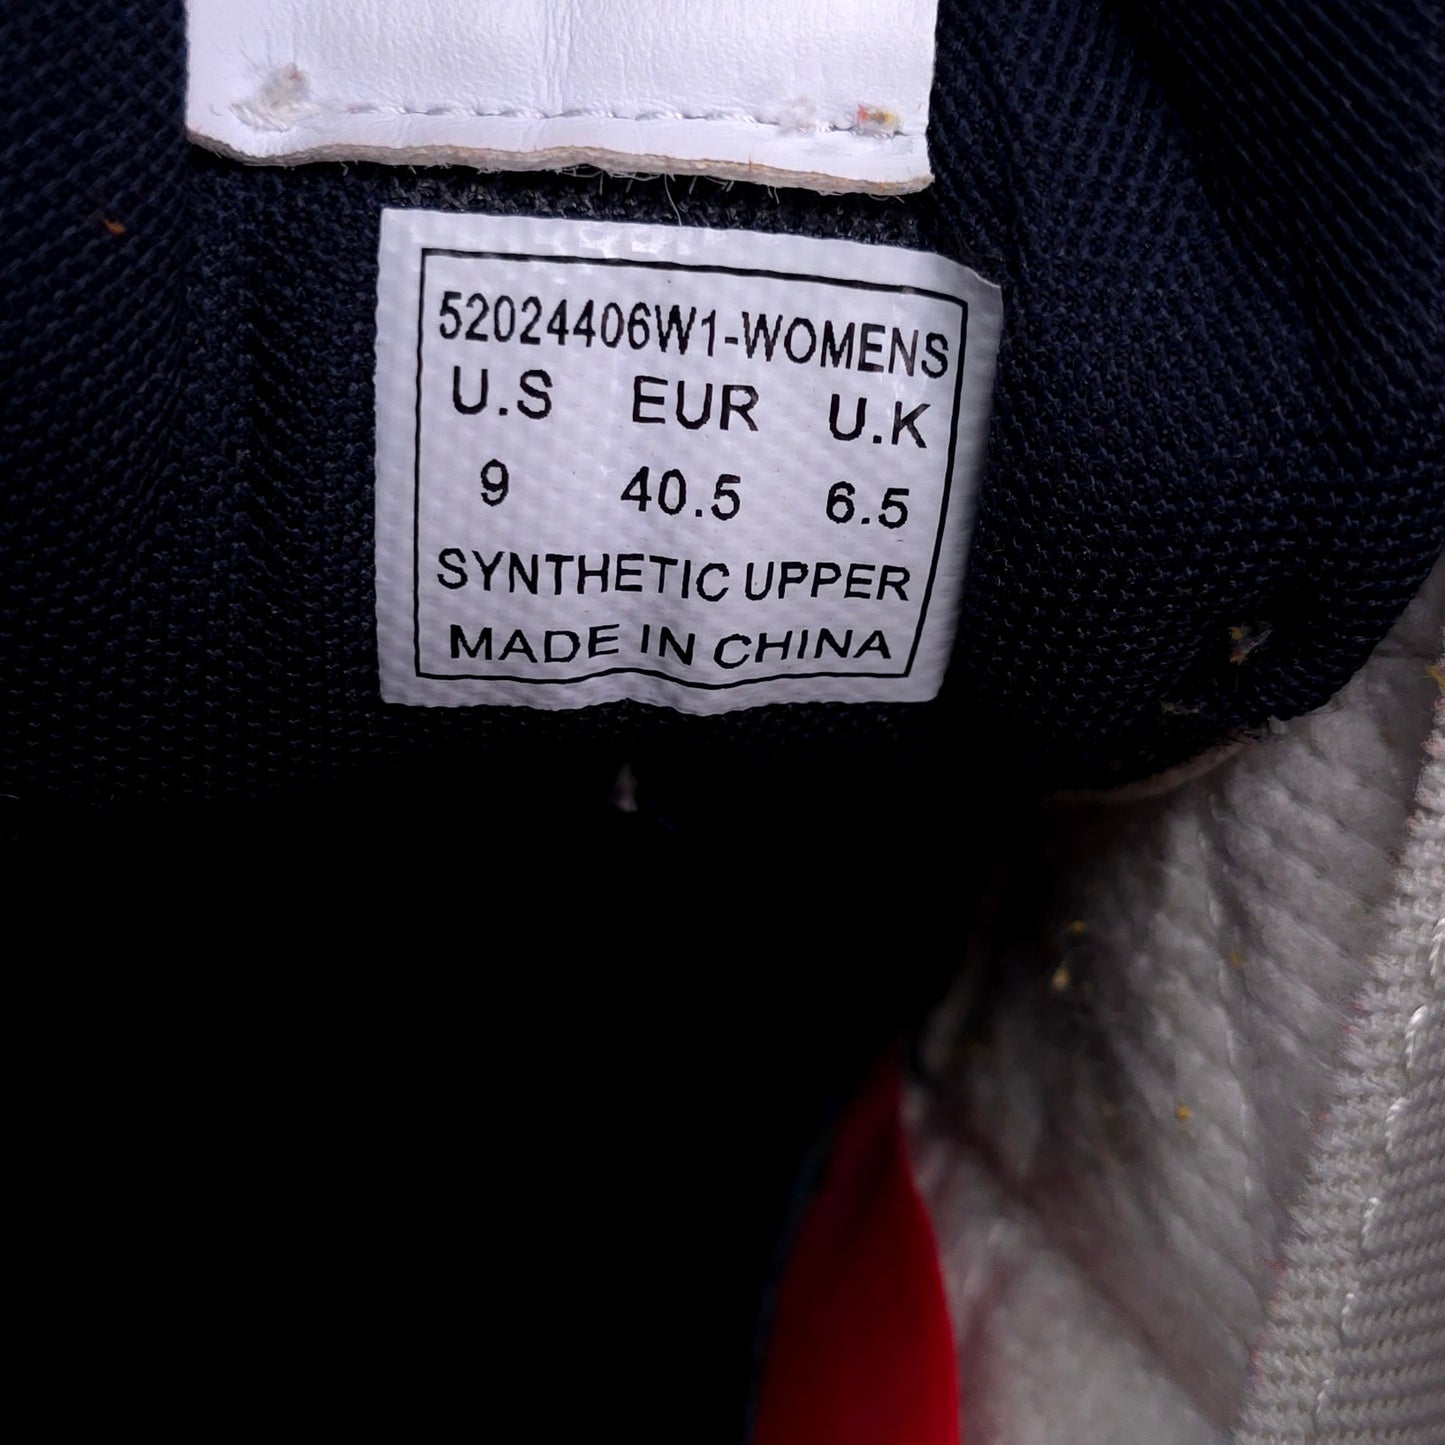 52024406W1-WOMENS
U.S EUR U.K
9 40.5 6.5
SYNTHETIC UPPER
MADE IN CHINA